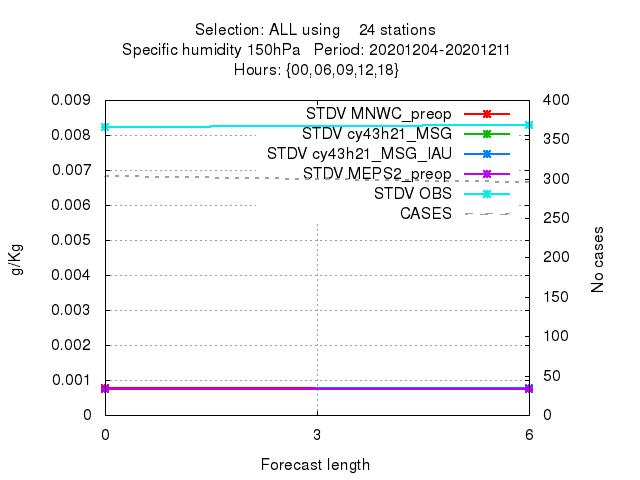 Selection: ALL using 24 stations
Specific humidity 150hPa Period: 20201204-20201211
Hours: {00,06,09,12,18}
0.009
0.008
0.007
0.006
0.005
0.004
0.003
0.002
0.001
0
g/Kg
STDV MNWC_preop
STDV cy43h21_MSG
STDV cy43h21_MSG_IAU
STDV MEPS2_preop
STDV OBS
CASES
400
350
300
250
200
150
100
50
0
No cases
0 3 6
Forecast length